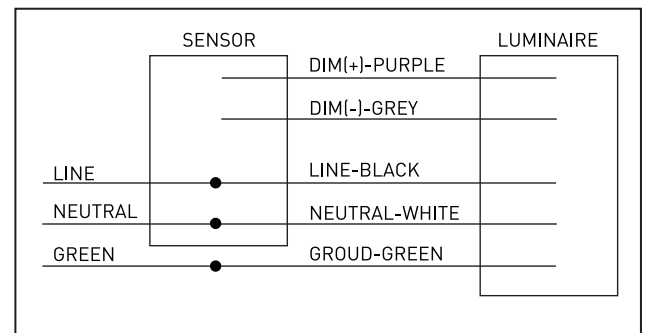 SENSOR
LUMINAIRE
DIM(+)-PURPLE
DIM(-)-GREY
LINE
LINE-BLACK
NEUTRAL
NEUTRAL-WHITE
GREEN
GROUD-GREEN